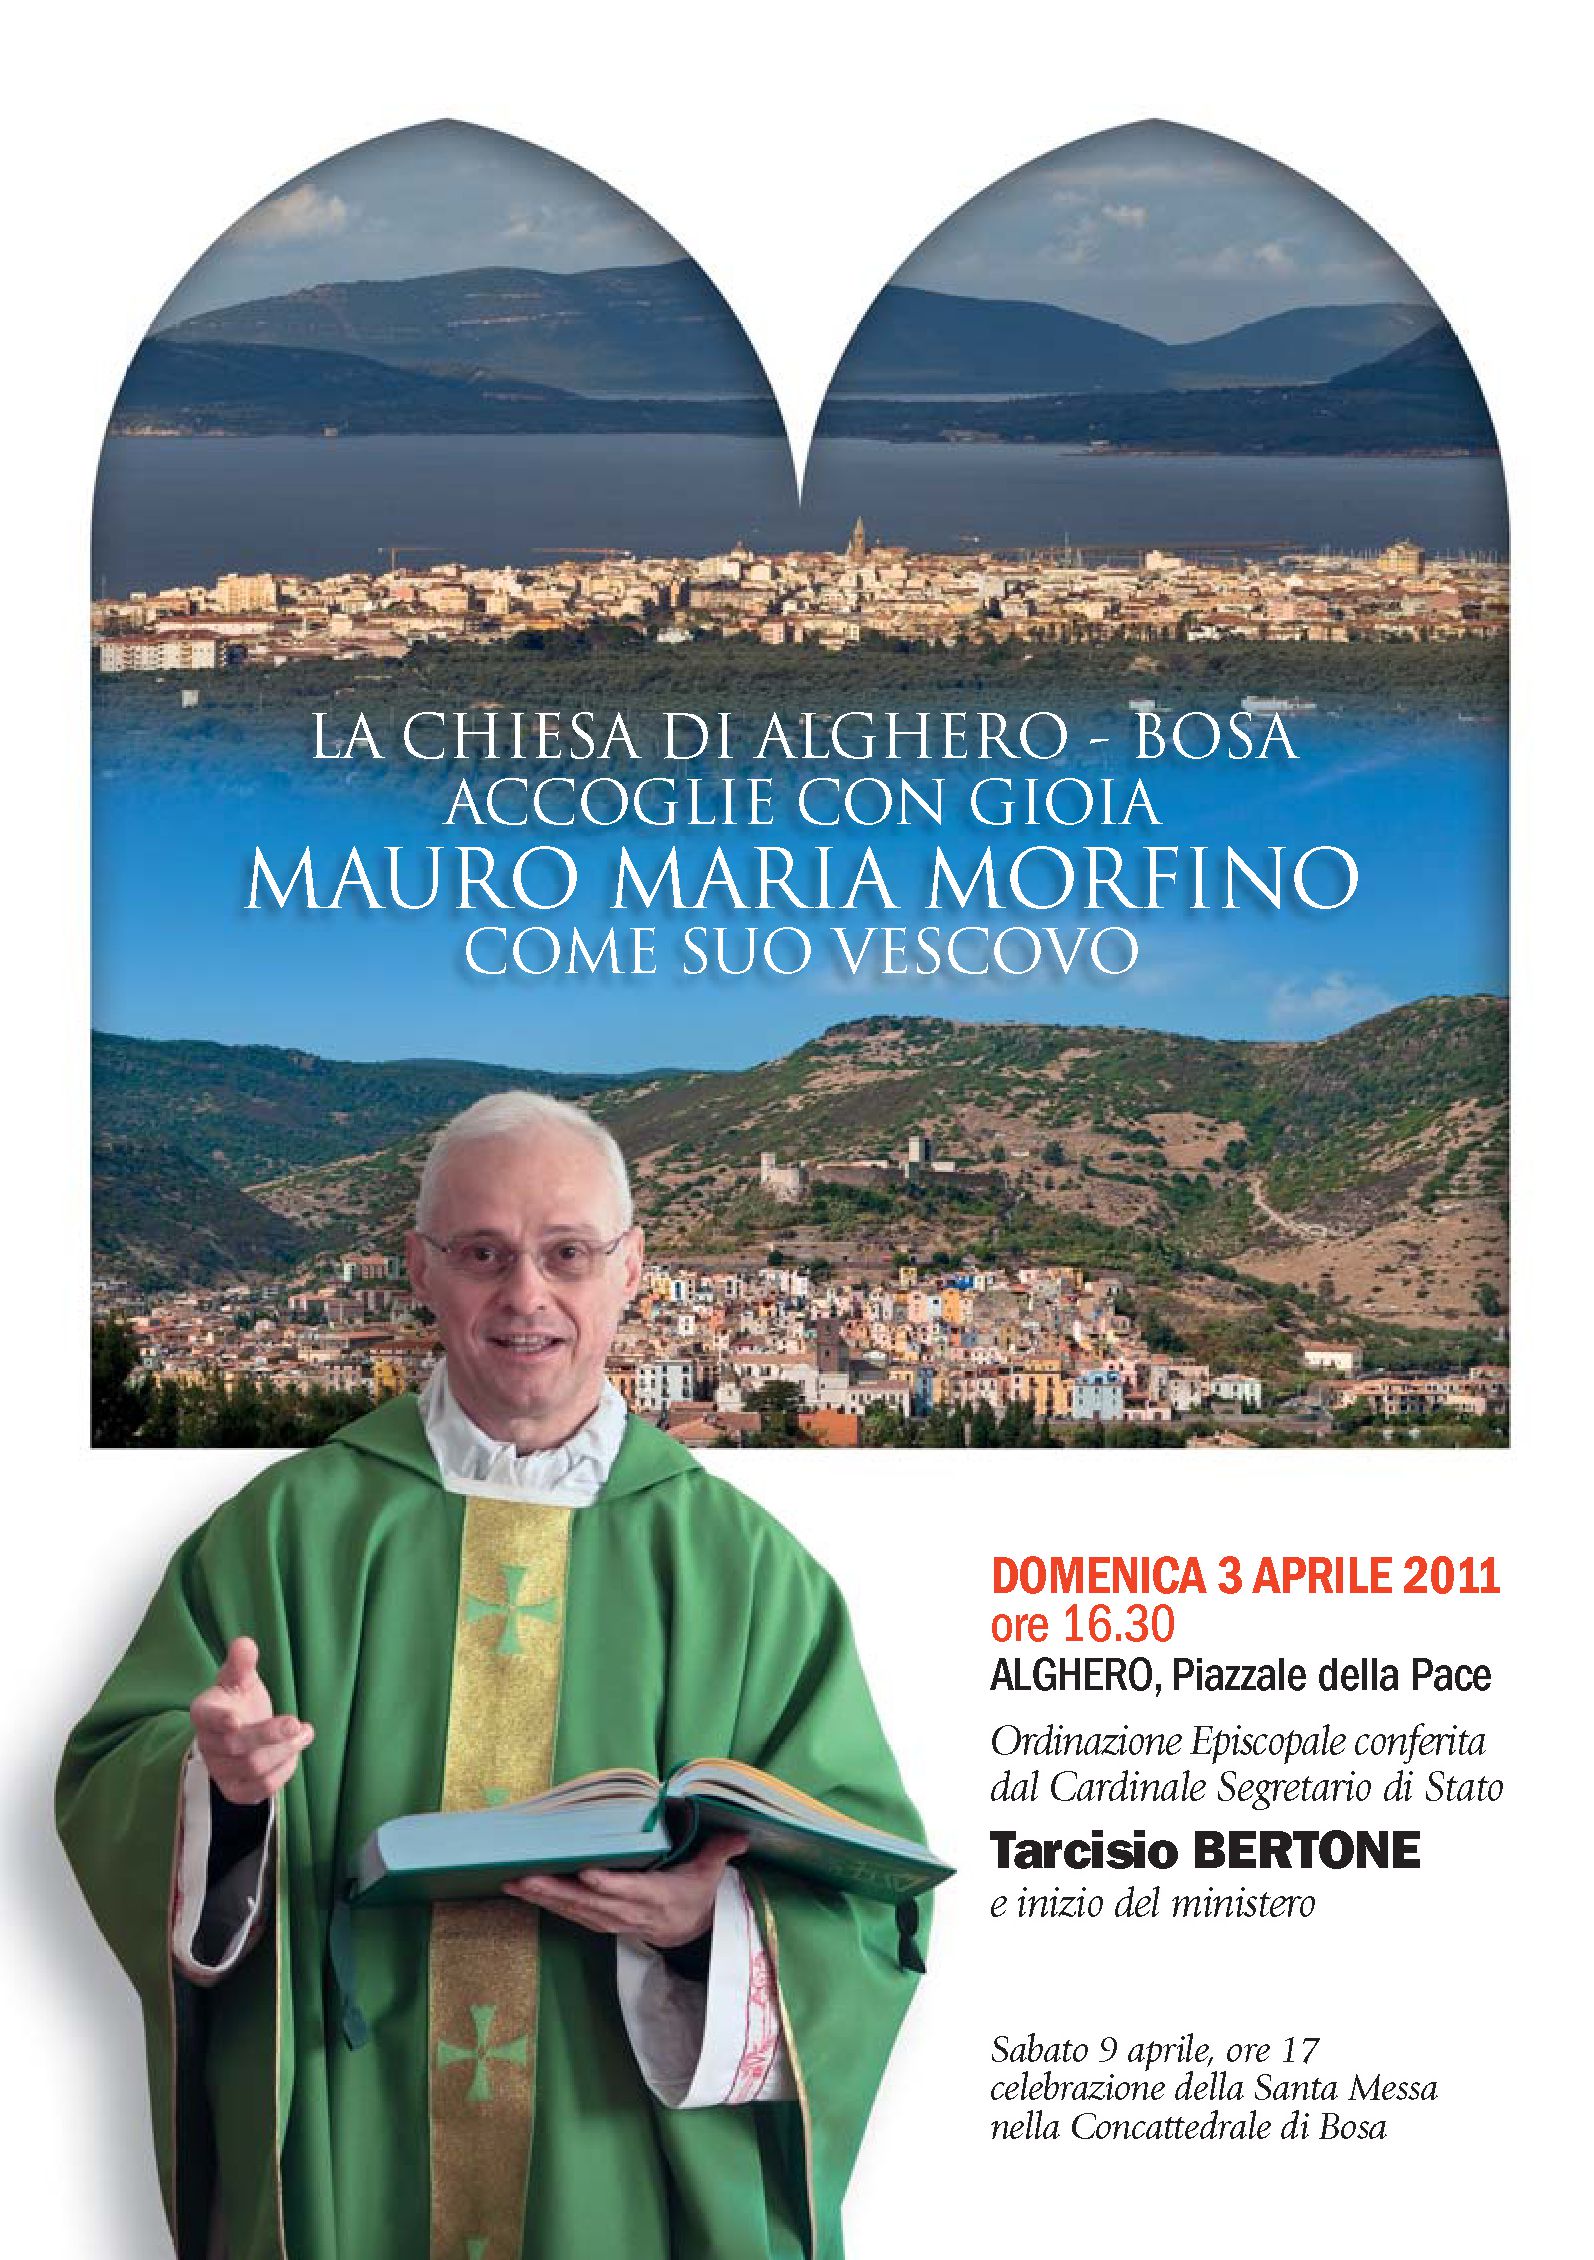 LA CHIESA DI ALGHERO - BOSA
ACCOGLIE CON GIOIA
MAURO MARIA MORFINO
COME SUO VESCOVO
DOMENICA 3 APRILE 2011
ore 16.30
ALGHERO, Piazzale della Pace
Ordinazione Episcopale conferita
dal Cardinale Segretario di Stato
Tarcisio BERTONE
e inizio del ministero
Sabato 9 aprile, ore 17
celebrazione della Santa Messa
nella Concattedrale di Bosa